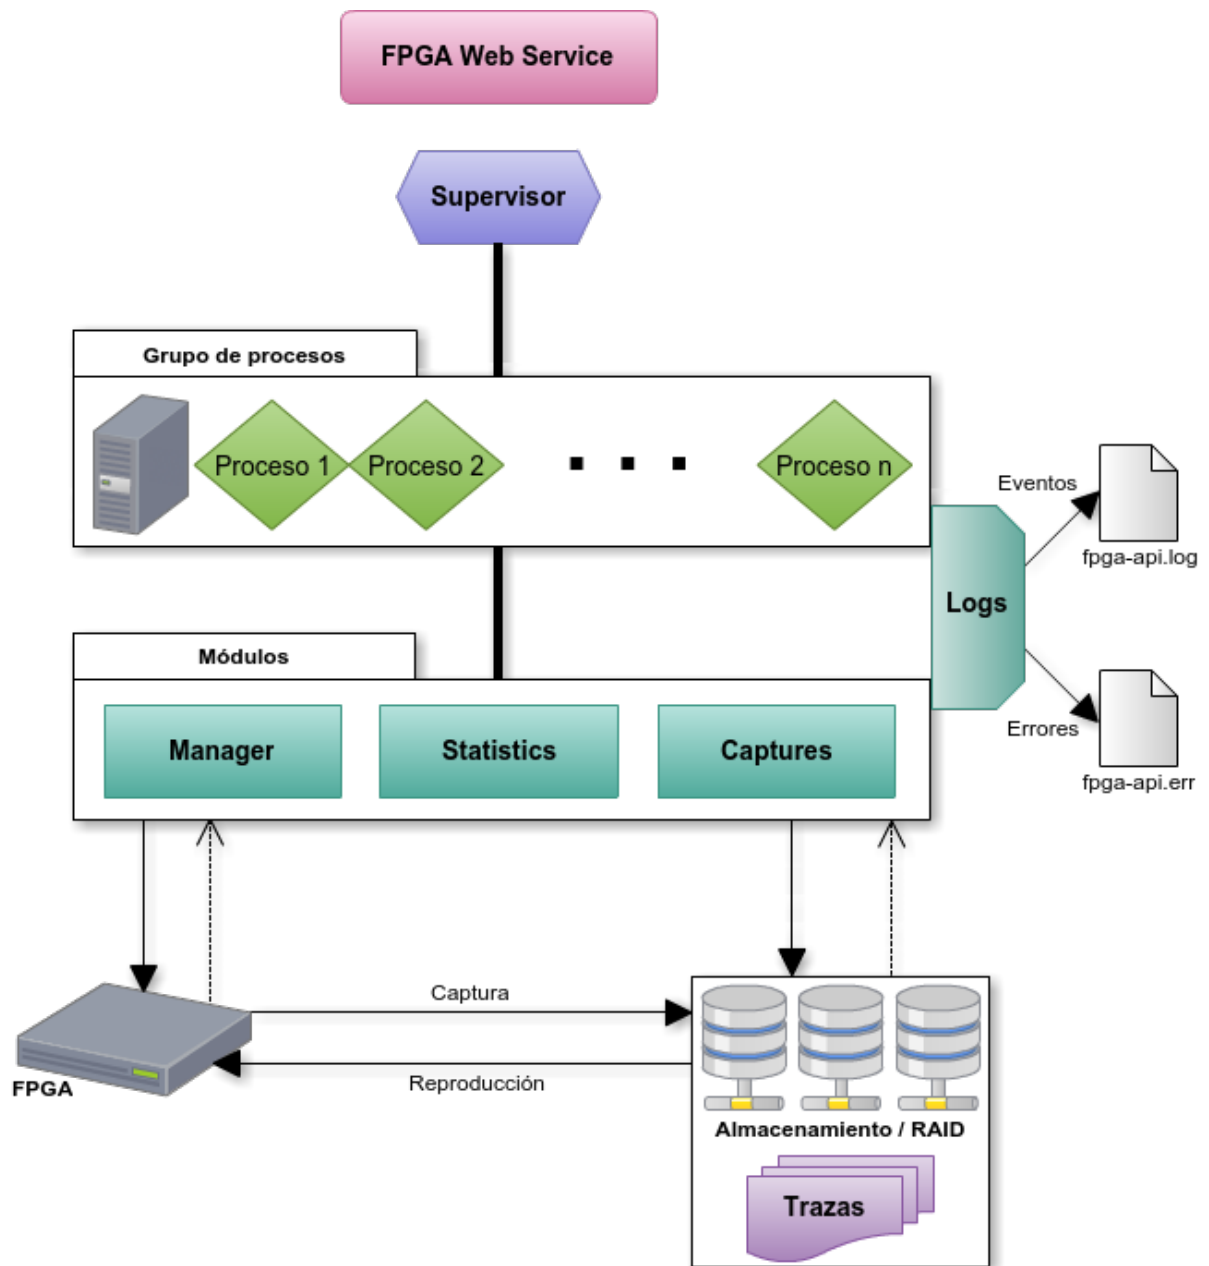 FPGA Web Service
Supervisor
Grupo de procesos
Proceso 1
Proceso 2
Proceso n
Eventos
fpga-api.log
Logs
Errores
fpga-api.err
Módulos
Manager
Statistics
Captures
Captura
Reproducción
FPGA
Almacenamiento / RAID
Trazas